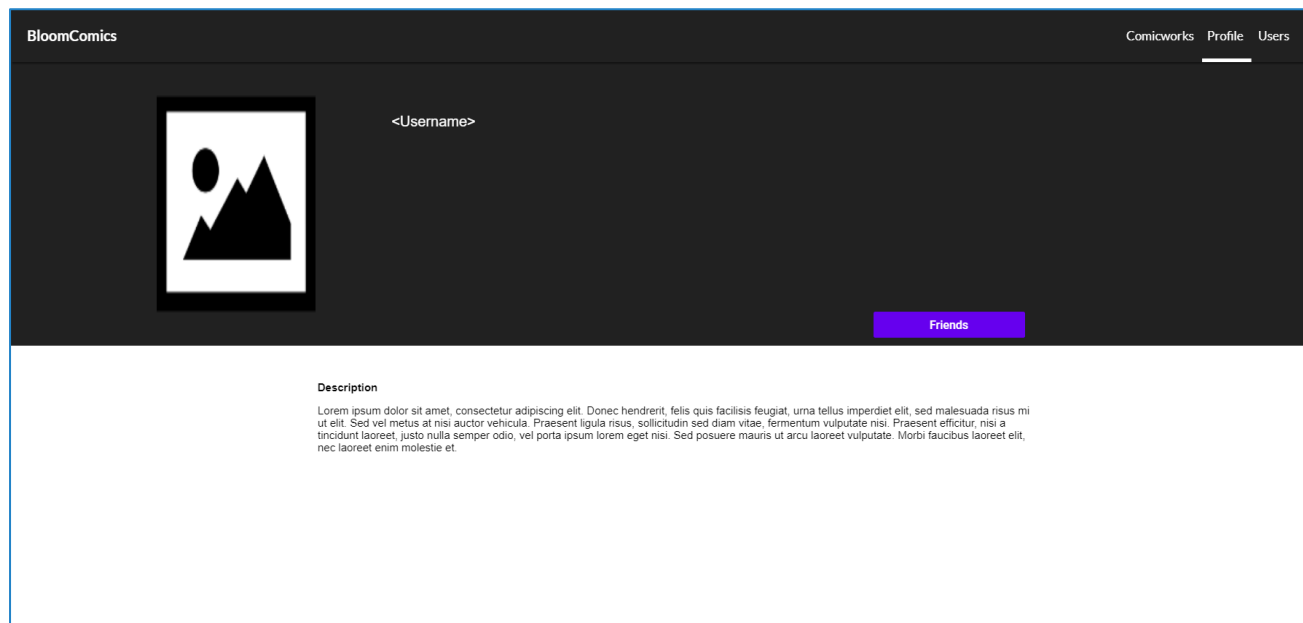 BloomComics
Comicworks Profile Users
<Username>
Friends
Description
Lorem ipsum dolor sit amet, consectetur adipiscing elit. Donec hendrerit, felis quis facilisis feugiat, urna tellus imperdiet elit, sed malesuada risus mi
ut elit. Sed vel metus at nisi auctor vehicula. Praesent ligula risus, sollicitudin sed diam vitae, fermentum vulputate nisi. Praesent efficitur, nisi a
tincidunt laoreet, justo nulla semper odio, vel porta ipsum lorem eget nisi. Sed posuere mauris ut arcu laoreet vulputate. Morbi faucibus laoreet elit,
nec laoreet enim molestie et.